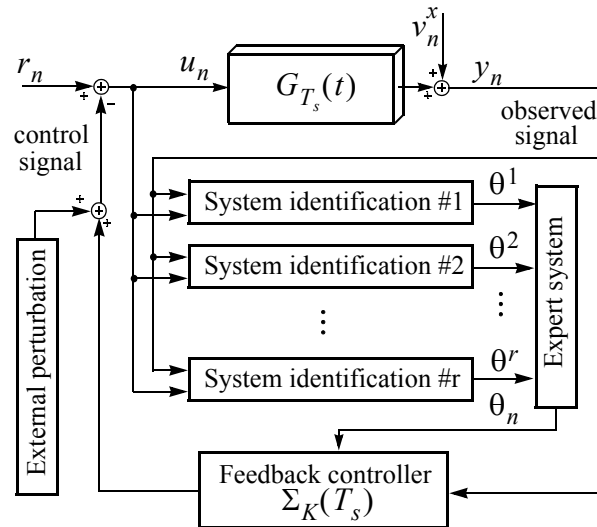 r_n
+
+
−
u_n
G_{T_s}(t)
v_n^x
+
+
y_n
control
signal
observed
signal
+
+
External perturbation
System identification #1
θ^1
System identification #2
θ^2
...
...
System identification #r
θ^r
Expert system
θ_n
Feedback controller
Σ_K(T_s)